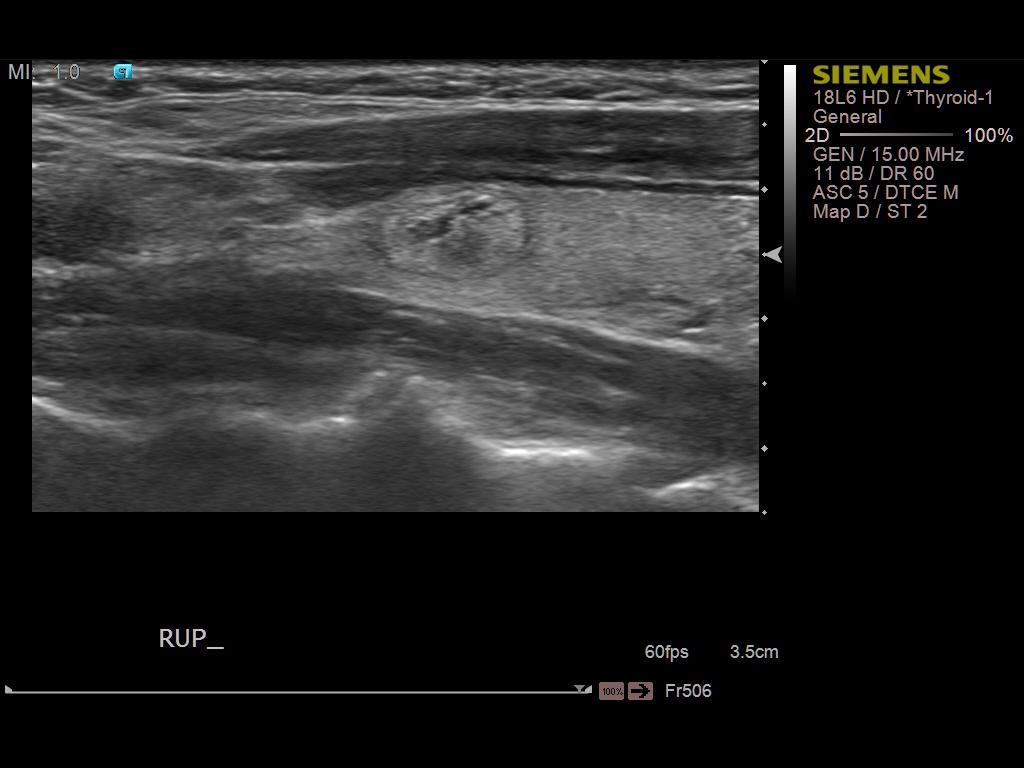 MI: 1.0
SIEMENS
18L6 HD / *Thyroid-1
General
2D 100%
GEN / 15.00 MHz
11 dB / DR 60
ASC 5 / DTCE M
Map D / ST 2
RUP_
60fps 3.5cm
100% Fr506